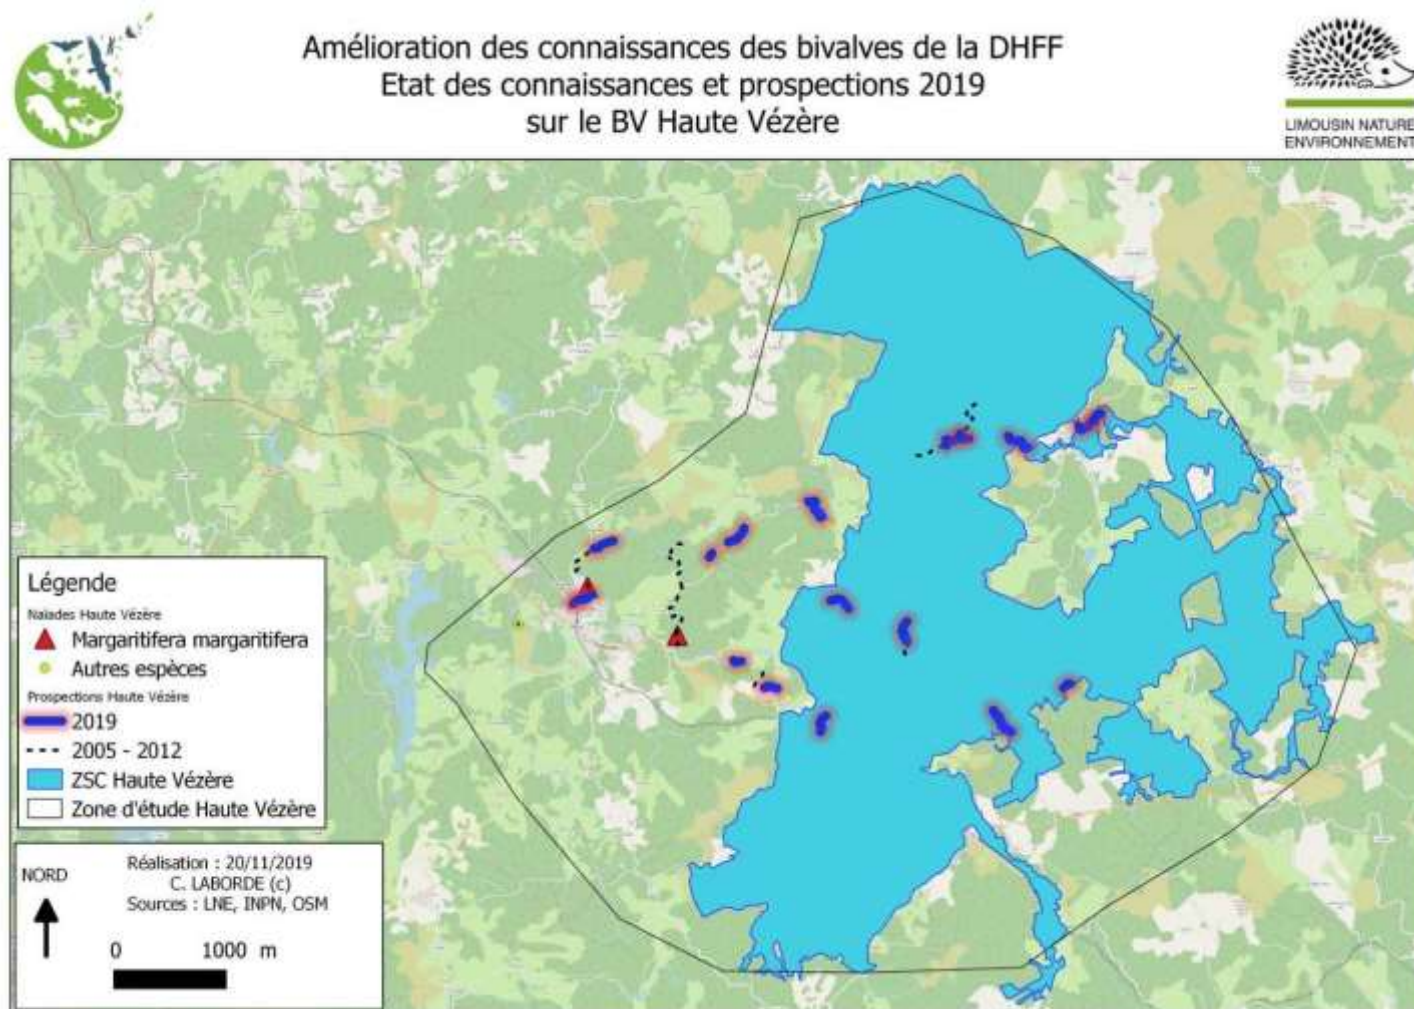 Amélioration des connaissances des bivalves de la DHFF
Etat des connaissances et prospections 2019
sur le BV Haute Vézère
LIMOUSIN NATURE
ENVIRONNEMENT
Légende
Naïades Haute Vézère
Margaritifera margaritifera
Autres espèces
Prospections Haute Vézère
2019
2005 - 2012
ZSC Haute Vézère
Zone d'étude Haute Vézère
NORD
Réalisation : 20/11/2019
C. LABORDE (c)
Sources : LNE, INPN, OSM
0 1000 m